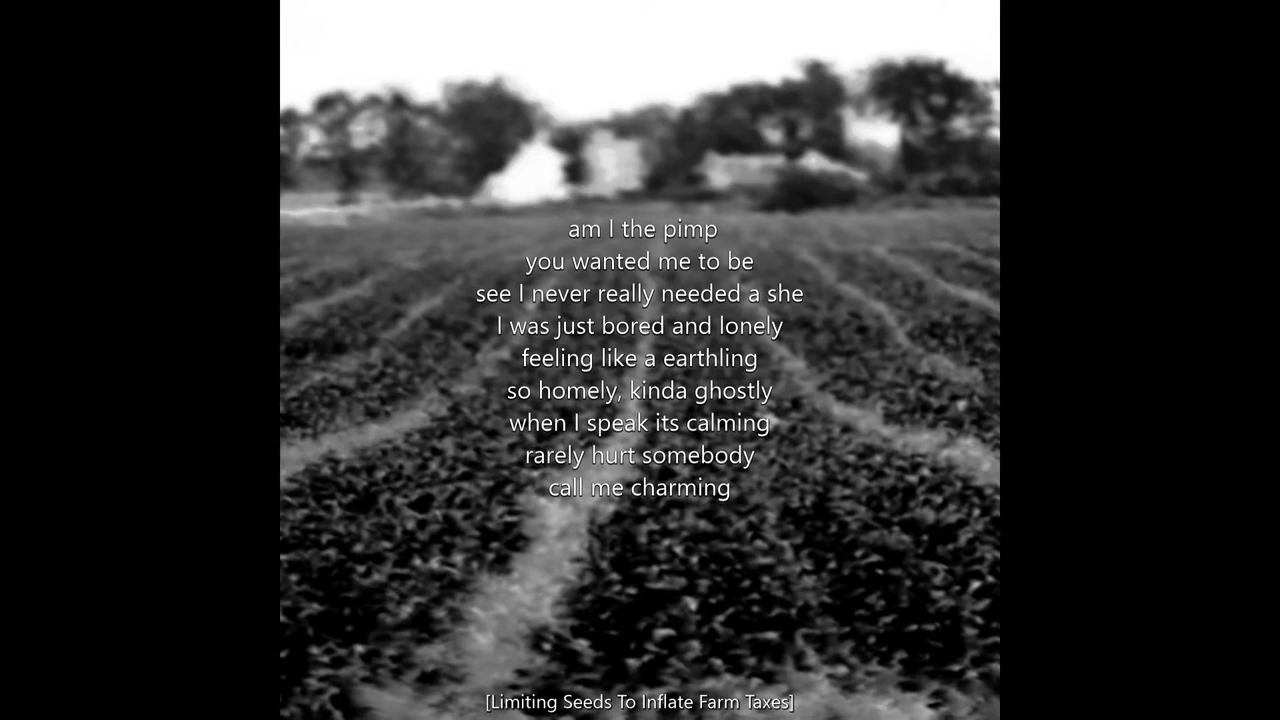 am I the pimp
you wanted me to be
see I never really needed a she
I was just bored and lonely
feeling like a earthling
so homely, kinda ghostly
when I speak its calming
rarely hurt somebody
call me charming
[Limiting Seeds To Inflate Farm Taxes]